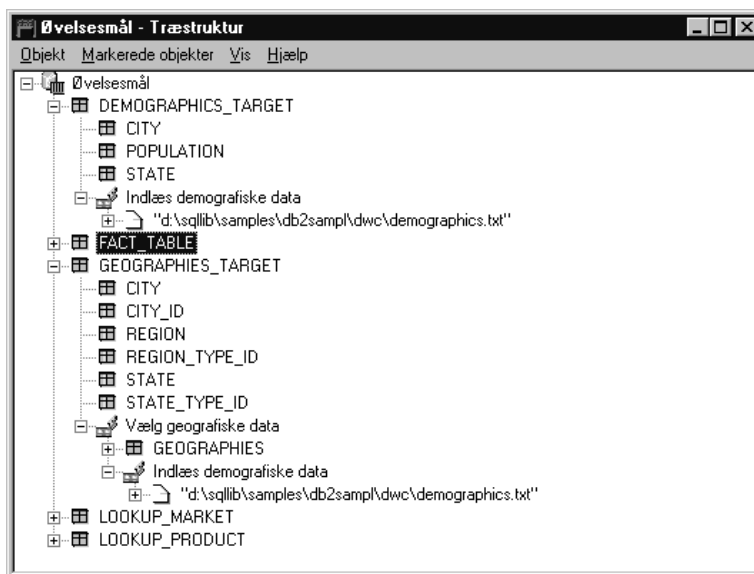 Øvelsesmål - Træstruktur
Objekt Markerede objekter Vis Hjælp
Øvelsesmål
DEMOGRAPHICS_TARGET
CITY
POPULATION
STATE
Indlæs demografiske data
"d:\sqllib\samples\db2sampl\dwc\demographics.txt"
FACT_TABLE
GEOGRAPHIES_TARGET
CITY
CITY_ID
REGION
REGION_TYPE_ID
STATE
STATE_TYPE_ID
Vælg geografiske data
GEOGRAPHIES
Indlæs demografiske data
"d:\sqllib\samples\db2sampl\dwc\demographics.txt"
LOOKUP_MARKET
LOOKUP_PRODUCT